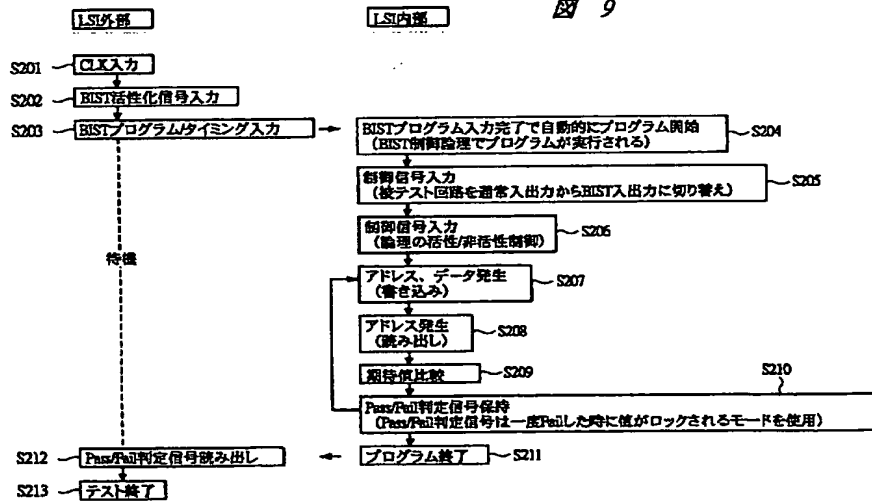 図 9
LSI外部
LSI内部
S201
CLK入力
S202
BIST活性化信号入力
S203
BISTプログラム/タイミング入力
BISTプログラム入力完了で自動的にプログラム開始
(BIST制御論理でプログラムが実行される)
S204
制御信号入力
(被テスト回路を通常入出力からBIST入出力に切り替え)
S205
制御信号入力
(論理の活性/非活性制御)
S206
待機
アドレス、データ発生
(書き込み)
S207
アドレス発生
(読み出し)
S208
期待値比較
S209
S210
Pass/Fail判定信号保持
(Pass/Fail判定信号は一度Failした時に値がロックされるモードを使用)
S212
Pass/Fail判定信号読み出し
プログラム終了
S211
S213
テスト終了